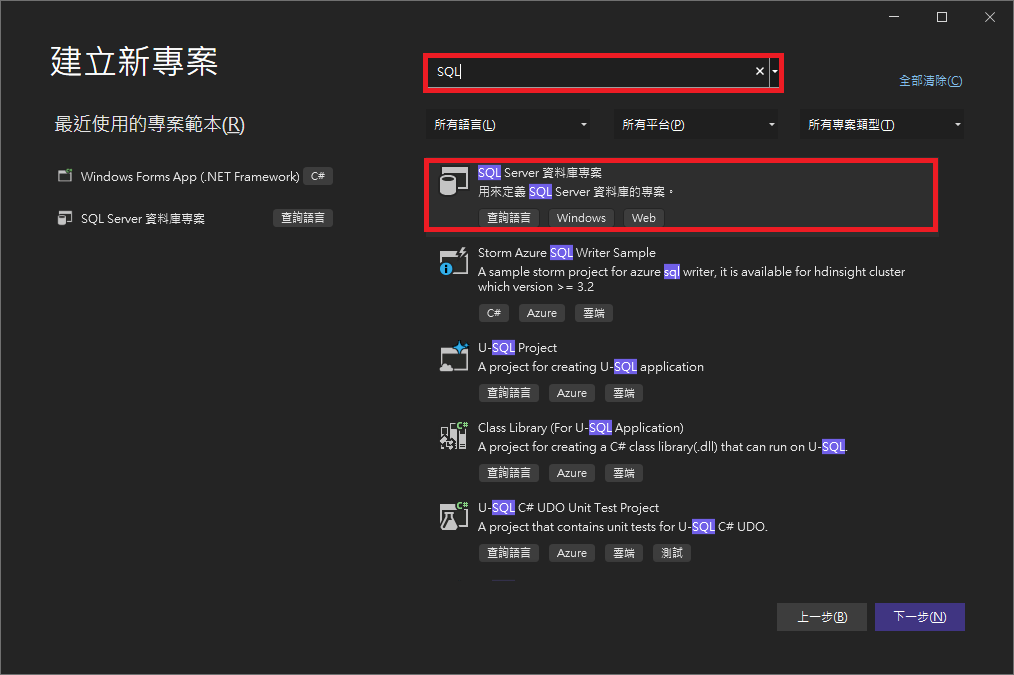 建立新專案
最近使用的專案範本(R)
Windows Forms App (.NET Framework) C#
SQL Server 資料庫專案 查詢語言
SQL
全部清除(C)
所有語言(L) 所有平台(P) 所有專案類型(T)
SQL Server 資料庫專案
用來定義 SQL Server 資料庫的專案。
查詢語言 Windows Web
Storm Azure SQL Writer Sample
A sample storm project for azure sql writer, it is available for hdinsight cluster
which version >= 3.2
C# Azure 雲端
U-SQL Project
A project for creating U-SQL application
查詢語言 Azure 雲端
Class Library (For U-SQL Application)
A project for creating a C# class library(.dll) that can run on U-SQL.
查詢語言 Azure 雲端
U-SQL C# UDO Unit Test Project
A project that contains unit tests for U-SQL C# UDO.
查詢語言 Azure 雲端 測試
上一步(B) 下一步(N)